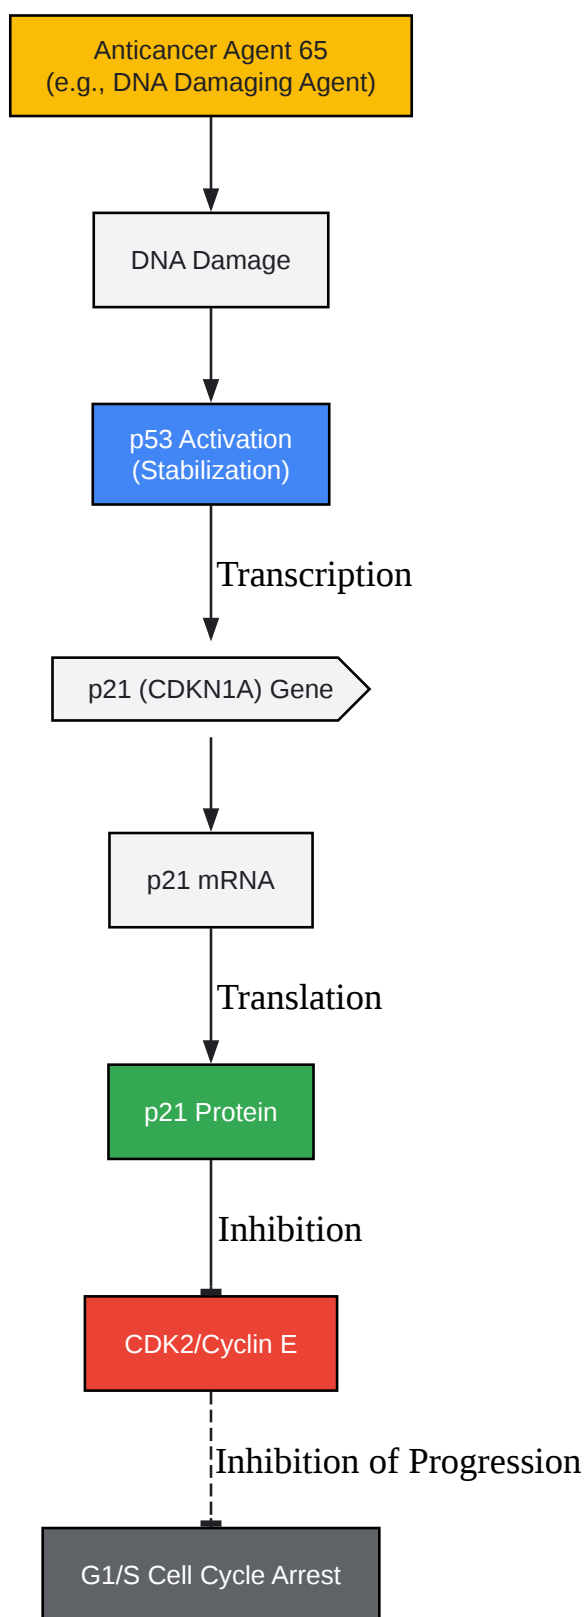 Anticancer Agent 65
(e.g., DNA Damaging Agent)
DNA Damage
p53 Activation
(Stabilization)
Transcription
p21 (CDKN1A) Gene
p21 mRNA
Translation
p21 Protein
Inhibition
CDK2/Cyclin E
Inhibition of Progression
G1/S Cell Cycle Arrest